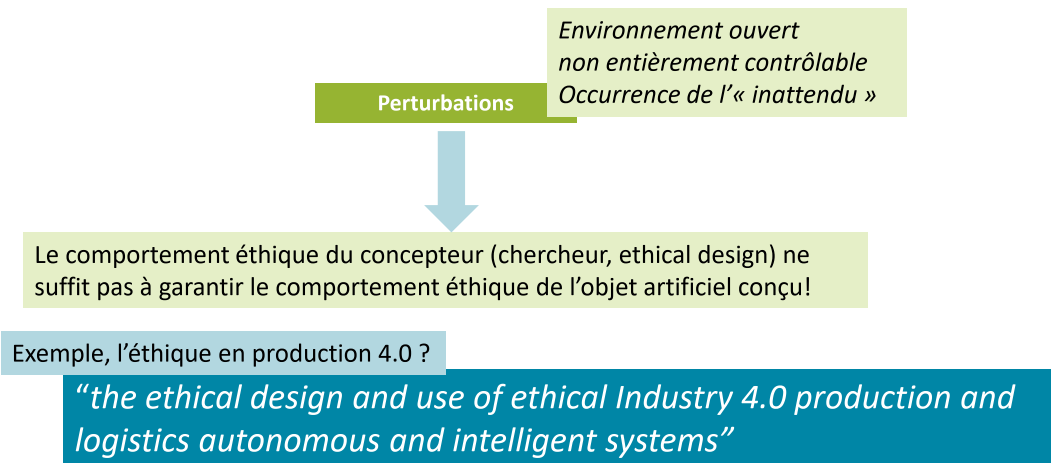 Environnement ouvert
non entièrement contrôlable
Occurrence de l’« inattendu »
Perturbations
Le comportement éthique du concepteur (chercheur, ethical design) ne
suffit pas à garantir le comportement éthique de l’objet artificiel conçu!
Exemple, l’éthique en production 4.0 ?
“the ethical design and use of ethical Industry 4.0 production and
logistics autonomous and intelligent systems”